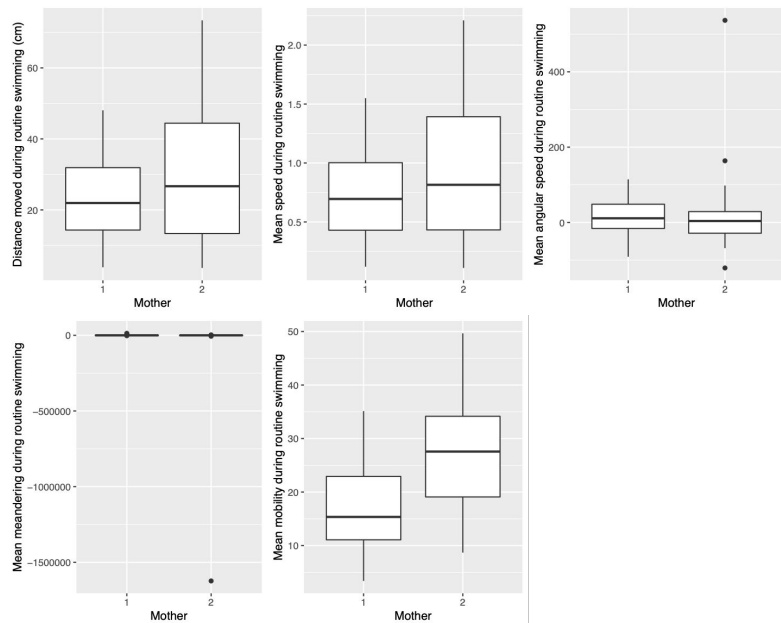 Distance moved during routine swimming (cm)
60
40
20
1 2
Mother
Mean speed during routine swimming
2.0
1.5
1.0
0.5
1 2
Mother
Mean angular speed during routine swimming
400
200
0
1 2
Mother
Mean meandering during routine swimming
0
−500000
−1000000
−1500000
1 2
Mother
Mean mobility during routine swimming
50
40
30
20
10
1 2
Mother